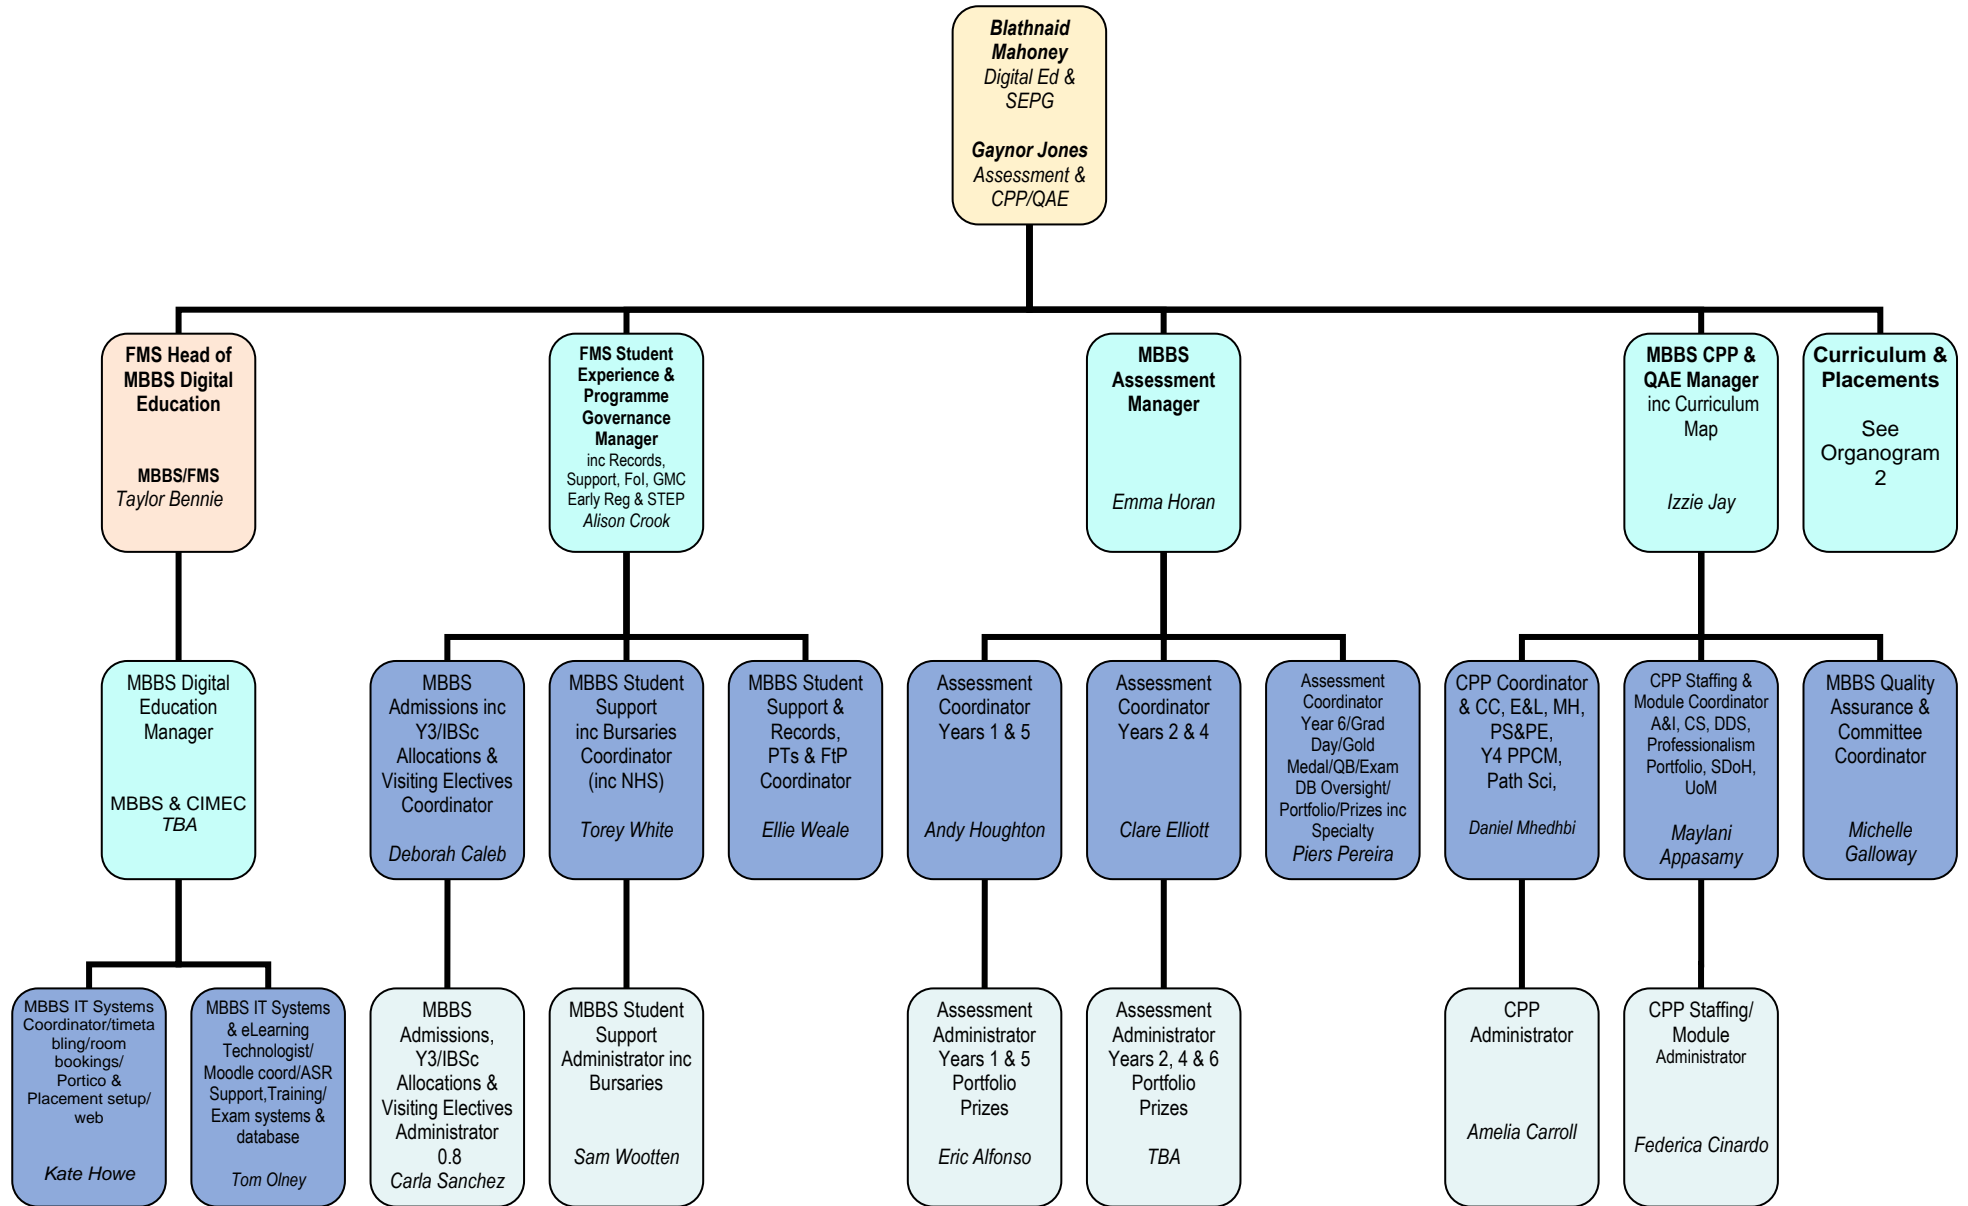 Blathnaid
Mahoney
Digital Ed &
SEPG
Gaynor Jones
Assessment &
CPP/QAE
FMS Head of
MBBS Digital
Education
MBBS/FMS
Taylor Bennie
FMS Student
Experience &
Programme
Governance
Manager
inc Records,
Support, FoI, GMC
Early Reg & STEP
Alison Crook
MBBS
Assessment
Manager
Emma Horan
MBBS CPP &
QAE Manager
inc Curriculum
Map
Izzie Jay
Curriculum &
Placements
See
Organogram
2
MBBS Digital
Education
Manager
MBBS & CIMEC
TBA
MBBS
Admissions inc
Y3/IBSc
Allocations &
Visiting Electives
Coordinator
Deborah Caleb
MBBS Student
Support
inc Bursaries
Coordinator
(inc NHS)
Torey White
MBBS Student
Support &
Records,
PTs & FtP
Coordinator
Ellie Weale
Assessment
Coordinator
Years 1 & 5
Andy Houghton
Assessment
Coordinator
Years 2 & 4
Clare Elliott
Assessment
Coordinator
Year 6/Grad
Day/Gold
Medal/QB/Exam
DB Oversight/
Portfolio/Prizes inc
Specialty
Piers Pereira
CPP Coordinator
& CC, E&L, MH,
PS&PE,
Y4 PPCM,
Path Sci,
Daniel Mhedhbi
CPP Staffing &
Module Coordinator
A&I, CS, DDS,
Professionalism
Portfolio, SDoH,
UoM
Maylani
Appasamy
MBBS Quality
Assurance &
Committee
Coordinator
Michelle
Galloway
MBBS IT Systems
Coordinator/timeta
bling/room
bookings/
Portico &
Placement setup/
web
Kate Howe
MBBS IT Systems
& eLearning
Technologist/
Moodle coord/ASR
Support,Training/
Exam systems &
database
Tom Olney
MBBS
Admissions,
Y3/IBSc
Allocations &
Visiting Electives
Administrator
0.8
Carla Sanchez
MBBS Student
Support
Administrator inc
Bursaries
Sam Wootten
Assessment
Administrator
Years 1 & 5
Portfolio
Prizes
Eric Alfonso
Assessment
Administrator
Years 2, 4 & 6
Portfolio
Prizes
TBA
CPP
Administrator
Amelia Carroll
CPP Staffing/
Module
Administrator
Federica Cinardo